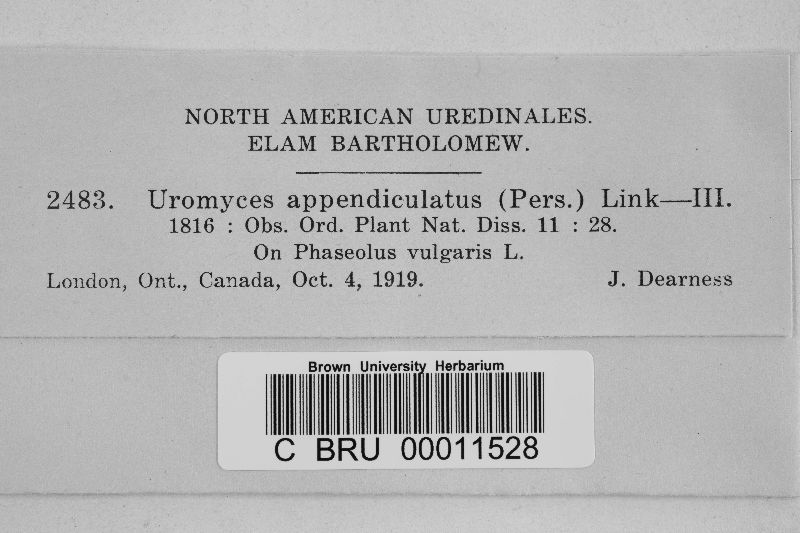 NORTH AMERICAN UREDINALES.
ELAM BARTHOLOMEW.
2483. Uromyces appendiculatus (Pers.) Link—III.
1816 : Obs. Ord. Plant Nat. Diss. 11 : 28.
On Phaseolus vulgaris L.
London, Ont., Canada, Oct. 4, 1919. J. Dearness
Brown University Herbarium
C BRU 00011528